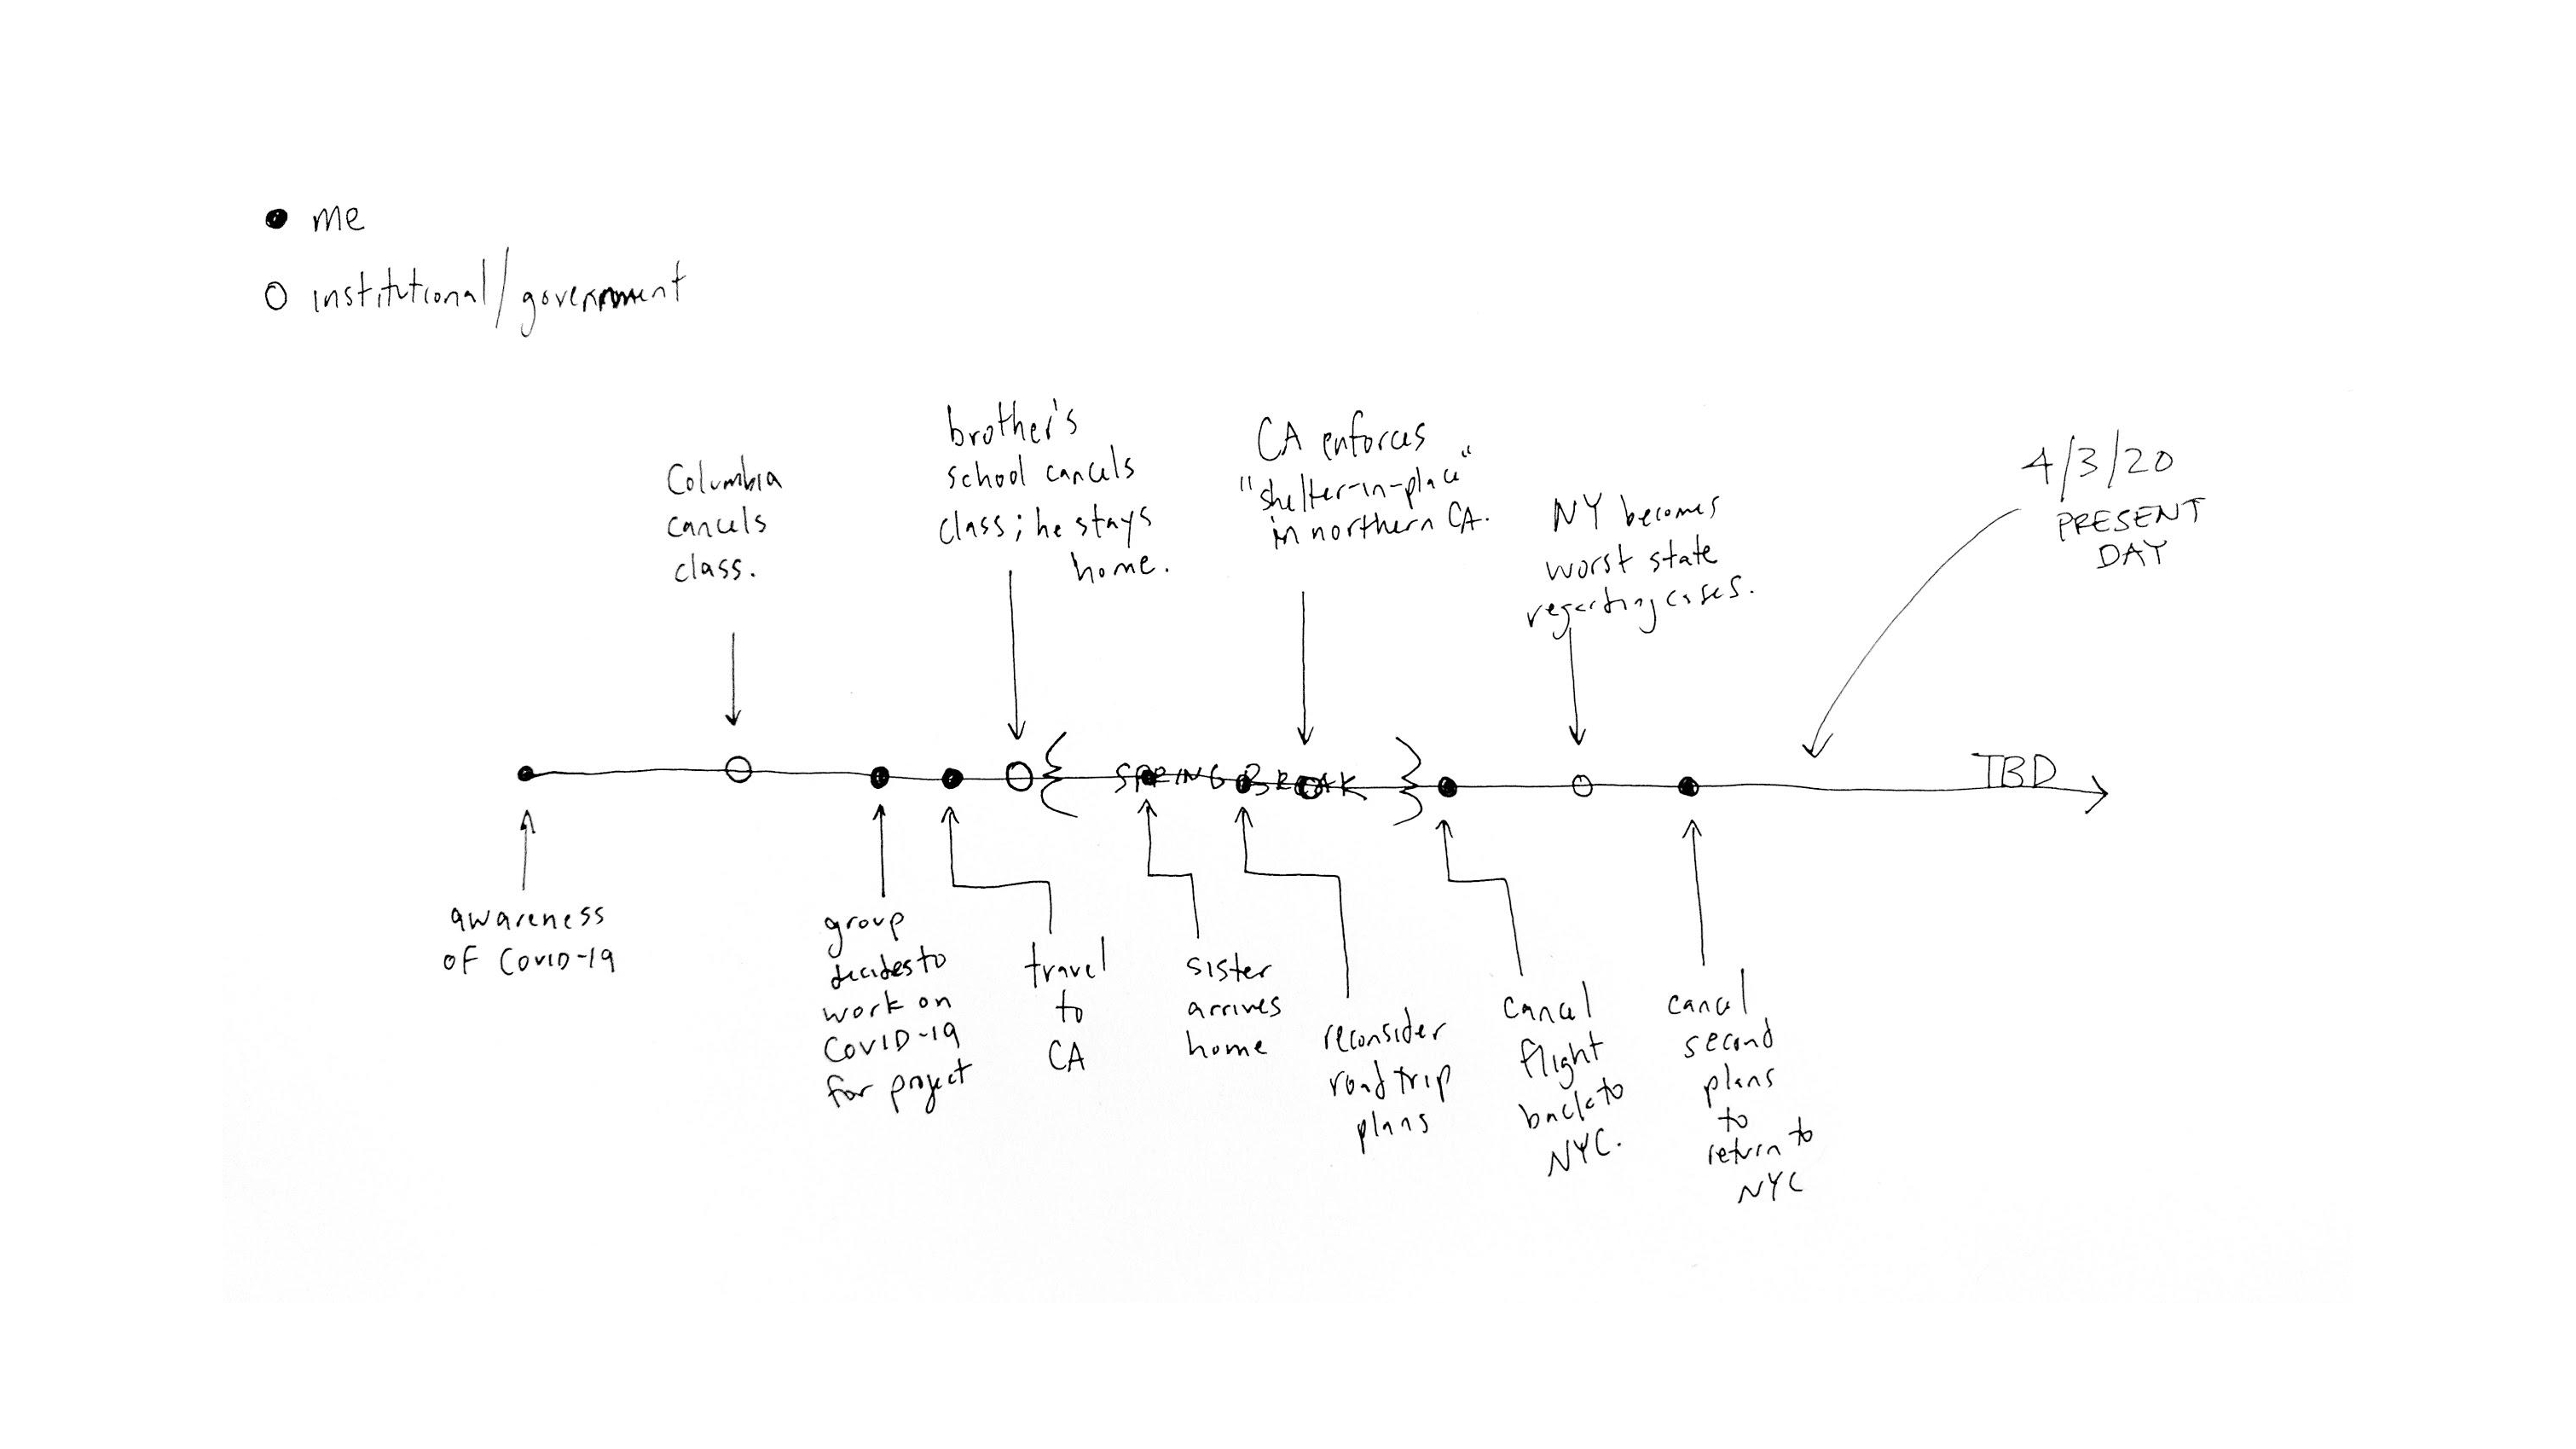 me
institutional/government
Columbia
cancels
class.
brother's
school cancels
class; he stays
home.
CA enforces
"shelter-in-place"
in northern CA.
NY becomes
worst state
regarding cases.
4/3/20
PRESENT
DAY
SPRING BREAK
TBD
awareness
OF COVID-19
group
decides to
work on
COVID-19
for project
travel
to
CA
sister
arrives
home
reconsider
road trip
plans
cancel
flight
back to
NYC.
cancel
second
plans
to
return to
NYC